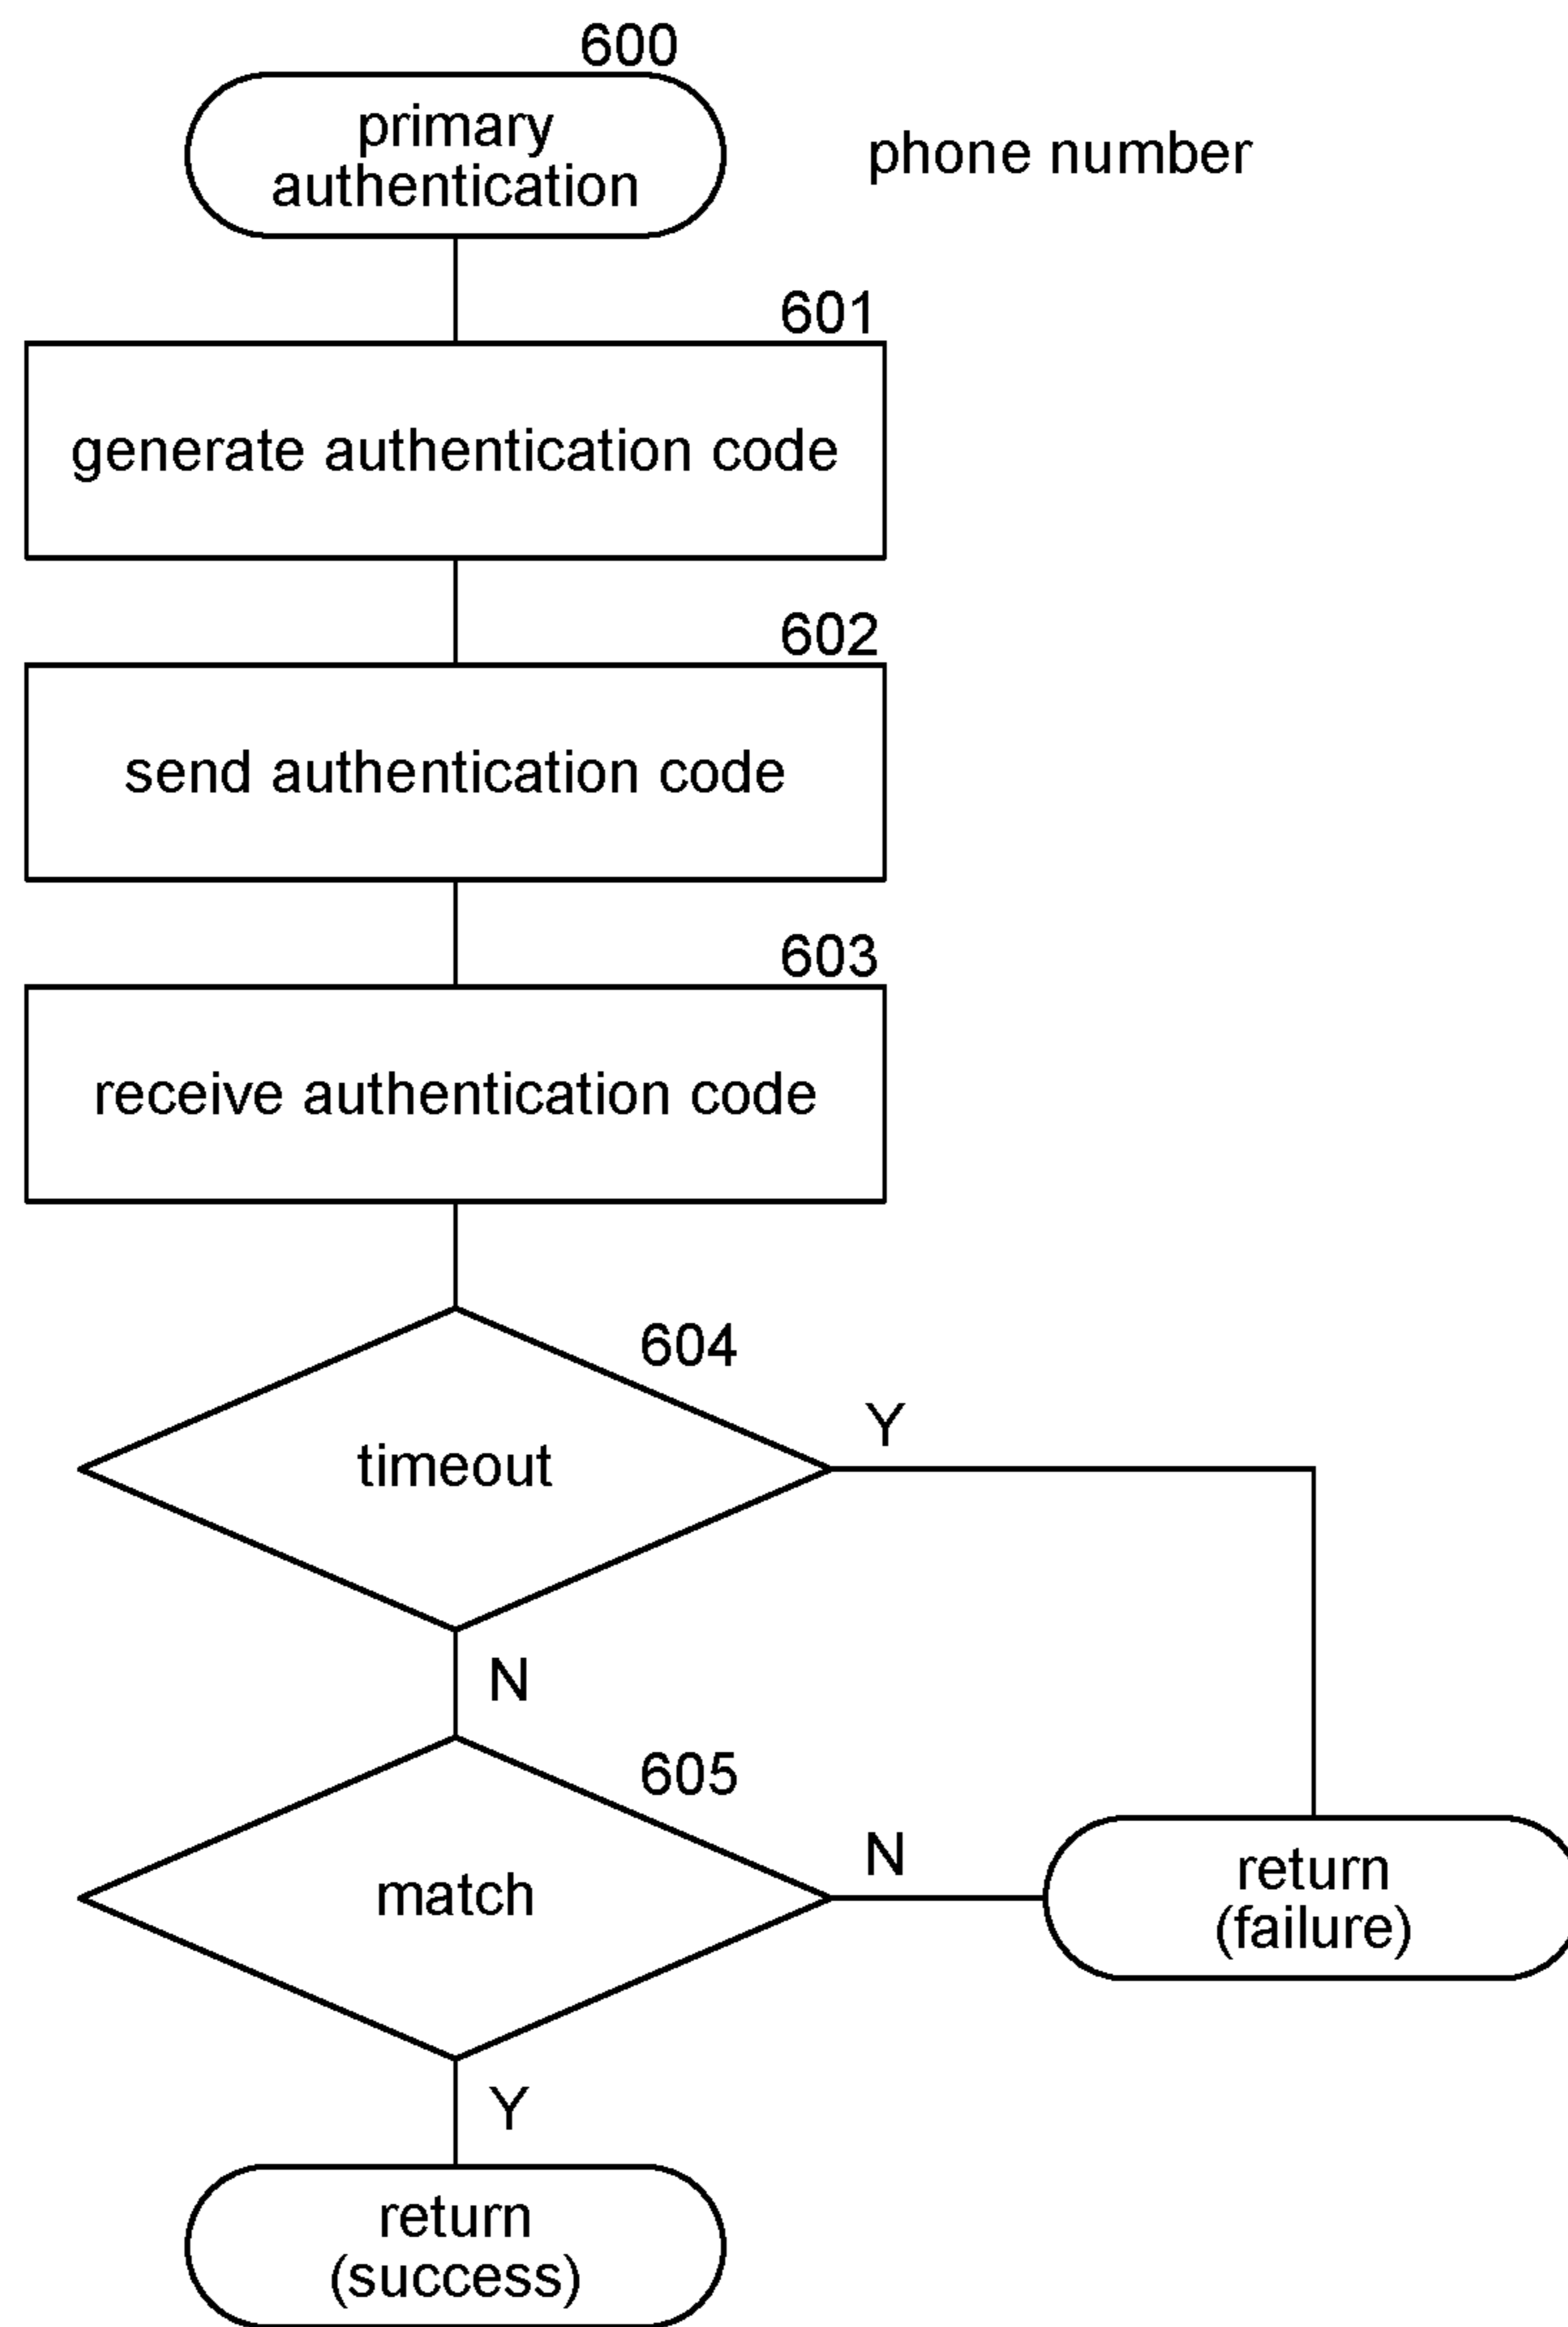 600
primary
authentication
phone number
601
generate authentication code
602
send authentication code
603
receive authentication code
604
timeout
Y
N
605
match
N
return
(failure)
Y
return
(success)